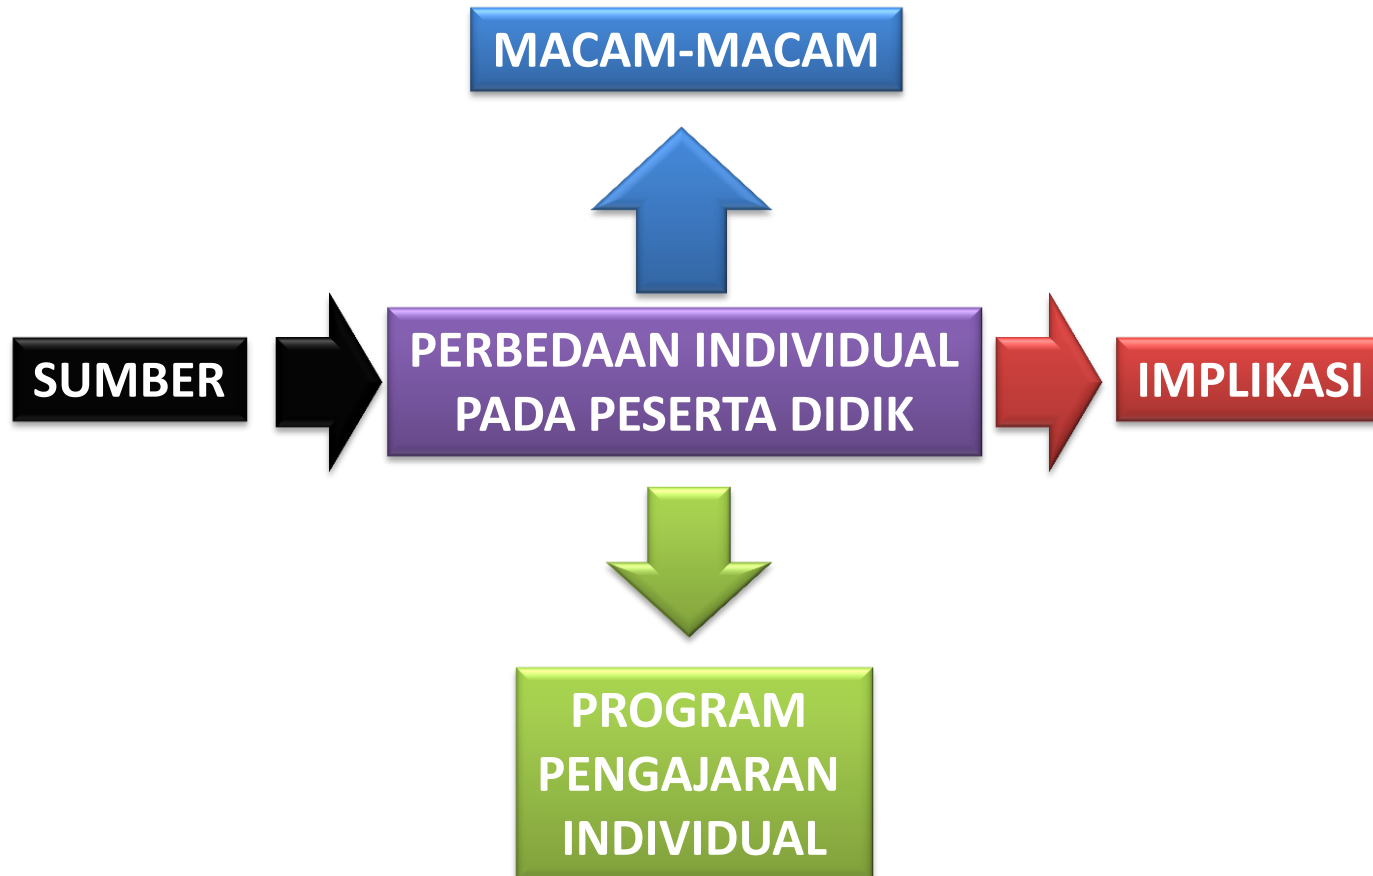 MACAM-MACAM
SUMBER
PERBEDAAN INDIVIDUAL
PADA PESERTA DIDIK
IMPLIKASI
PROGRAM
PENGAJARAN
INDIVIDUAL